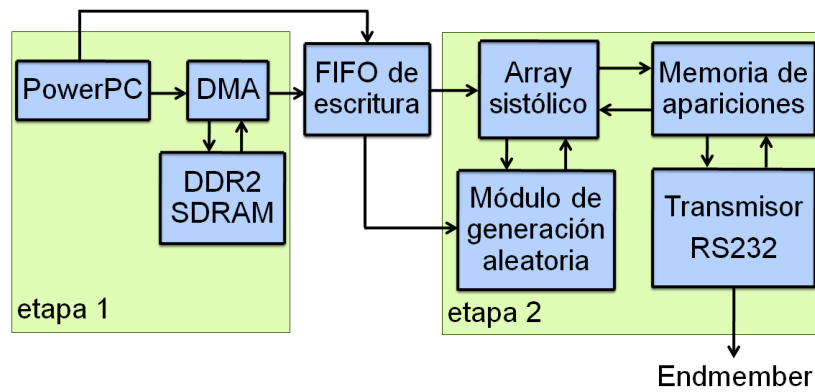 PowerPC
DMA
DDR2
SDRAM
etapa 1
FIFO de
escritura
Array
sistólico
Memoria de
apariciones
Módulo de
generación
aleatoria
Transmisor
RS232
etapa 2
Endmember